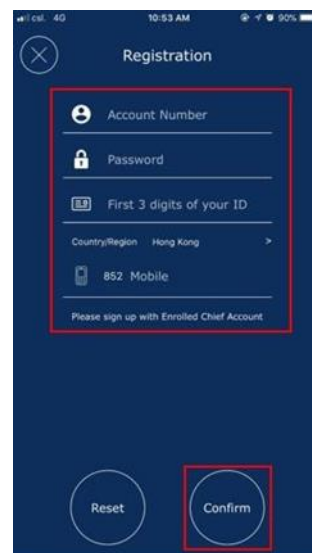 csl. 4G 10:53 AM 90%
Registration
Account Number
Password
First 3 digits of your ID
Country/Region Hong Kong >
852 Mobile
Please sign up with Enrolled Chief Account
Reset Confirm